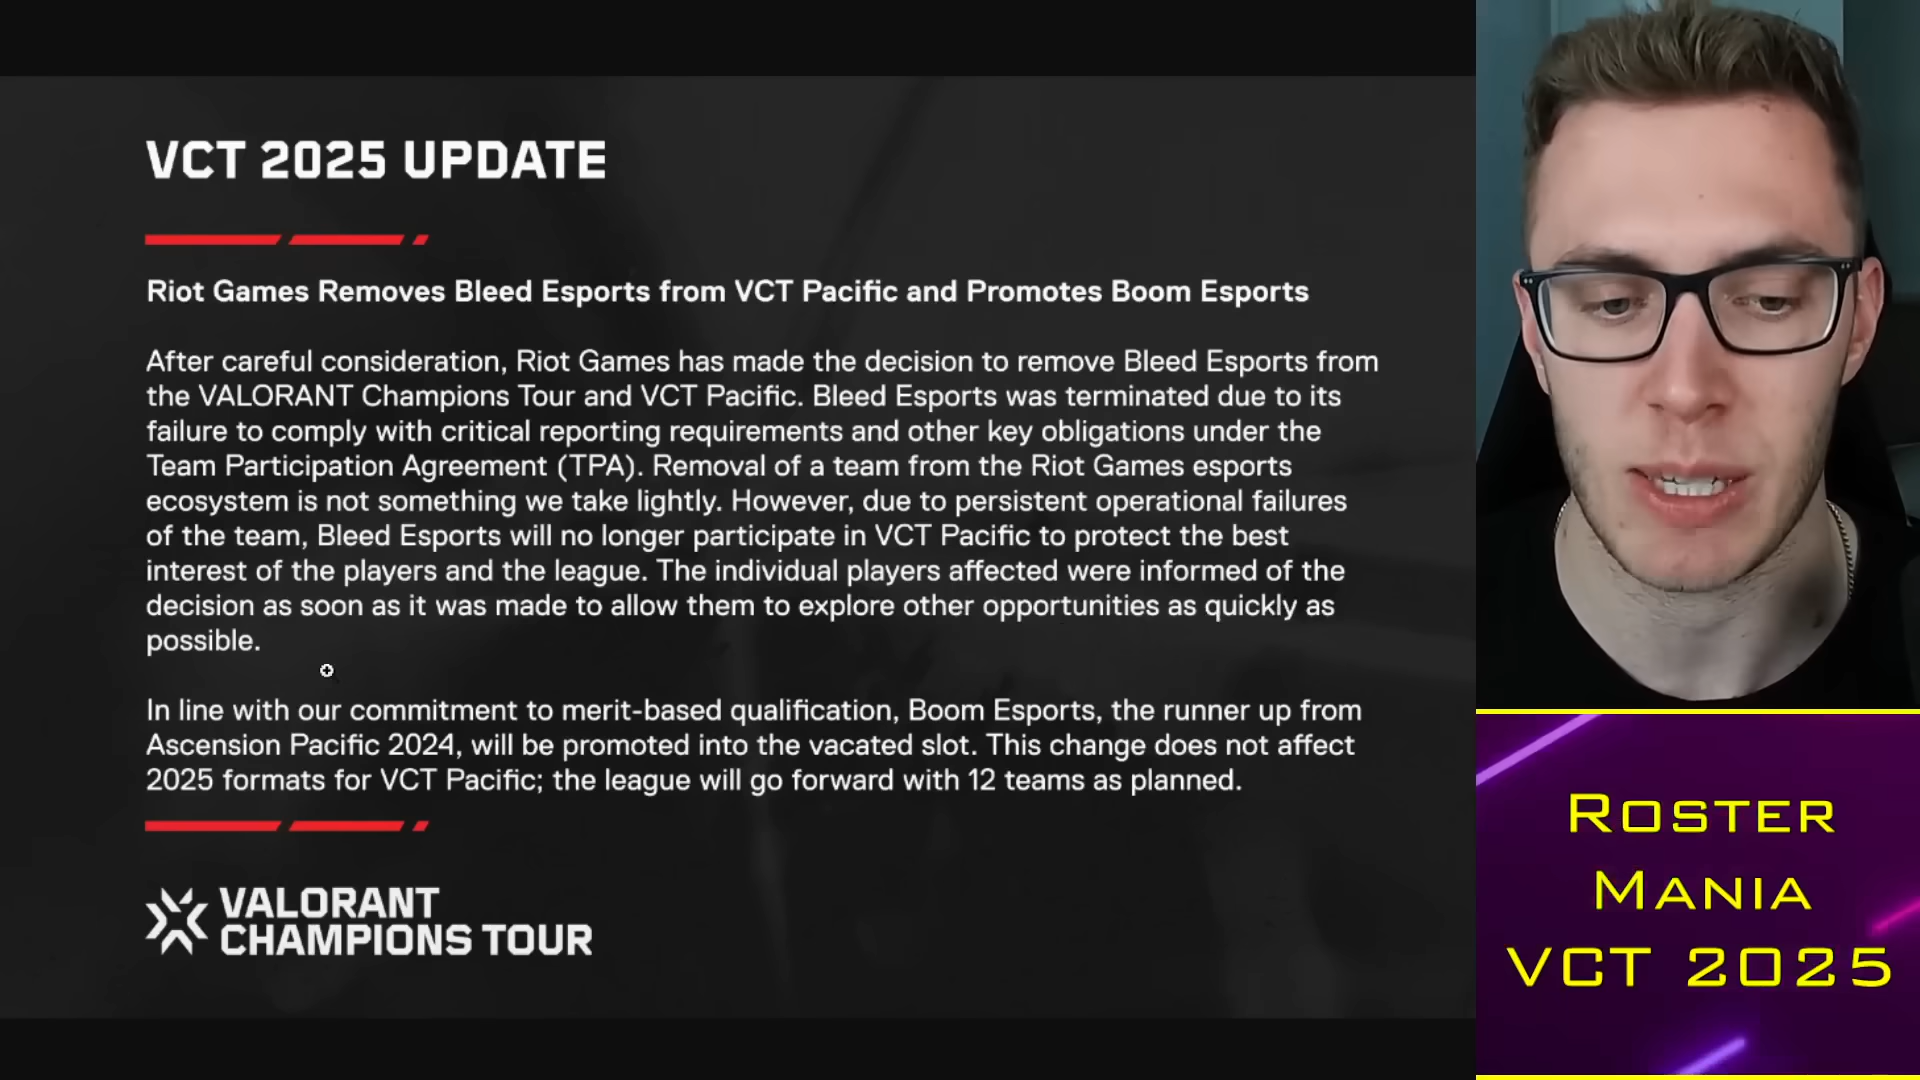 VCT 2025 UPDATE
Riot Games Removes Bleed Esports from VCT Pacific and Promotes Boom Esports
After careful consideration, Riot Games has made the decision to remove Bleed Esports from
the VALORANT Champions Tour and VCT Pacific. Bleed Esports was terminated due to its
failure to comply with critical reporting requirements and other key obligations under the
Team Participation Agreement (TPA). Removal of a team from the Riot Games esports
ecosystem is not something we take lightly. However, due to persistent operational failures
of the team, Bleed Esports will no longer participate in VCT Pacific to protect the best
interest of the players and the league. The individual players affected were informed of the
decision as soon as it was made to allow them to explore other opportunities as quickly as
possible.
In line with our commitment to merit-based qualification, Boom Esports, the runner up from
Ascension Pacific 2024, will be promoted into the vacated slot. This change does not affect
2025 formats for VCT Pacific; the league will go forward with 12 teams as planned.
VALORANT
CHAMPIONS TOUR
ROSTER
MANIA
VCT 2025